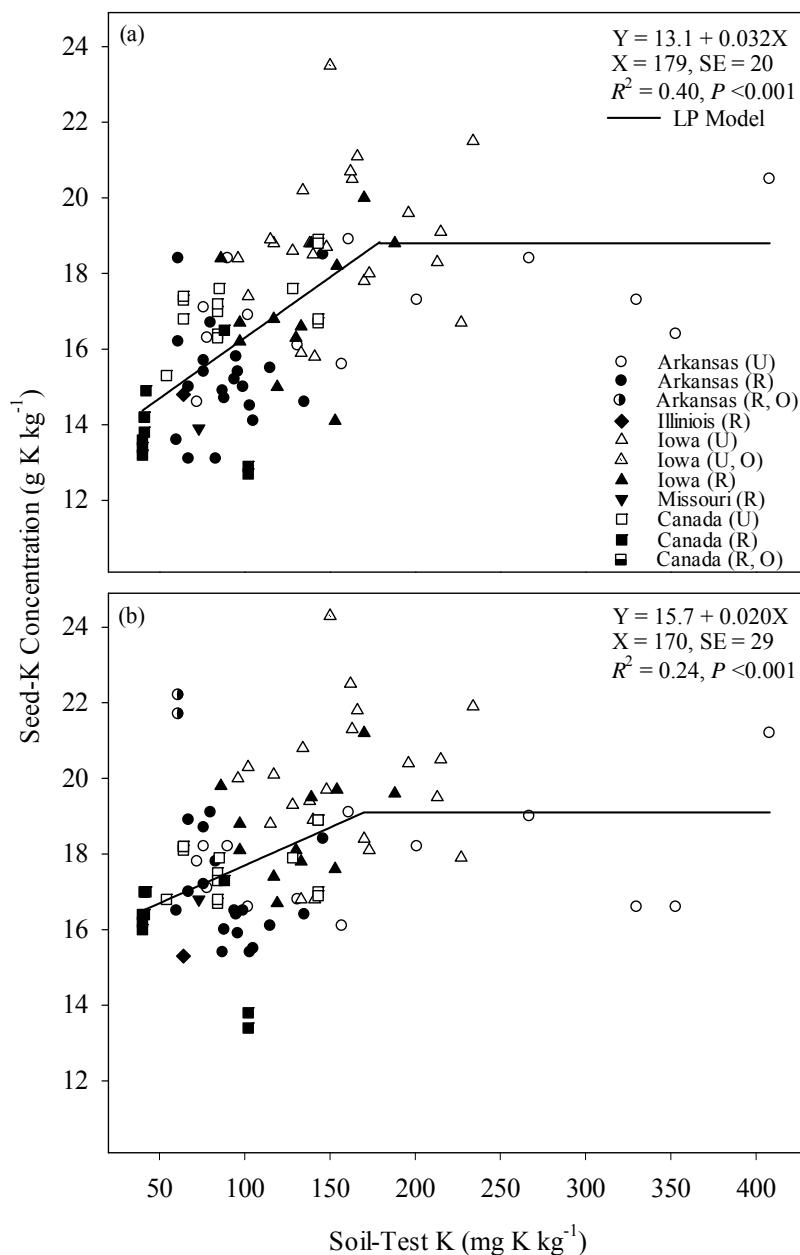 (a)
Y = 13.1 + 0.032X
X = 179, SE = 20
R² = 0.40, P <0.001
LP Model
24
22
20
18
16
14
12
Arkansas (U)
Arkansas (R)
Arkansas (R, O)
Illiniois (R)
Iowa (U)
Iowa (U, O)
Iowa (R)
Missouri (R)
Canada (U)
Canada (R)
Canada (R, O)
Seed-K Concentration (g K kg⁻¹)
(b)
Y = 15.7 + 0.020X
X = 170, SE = 29
R² = 0.24, P <0.001
24
22
20
18
16
14
12
50 100 150 200 250 300 350 400
Soil-Test K (mg K kg⁻¹)